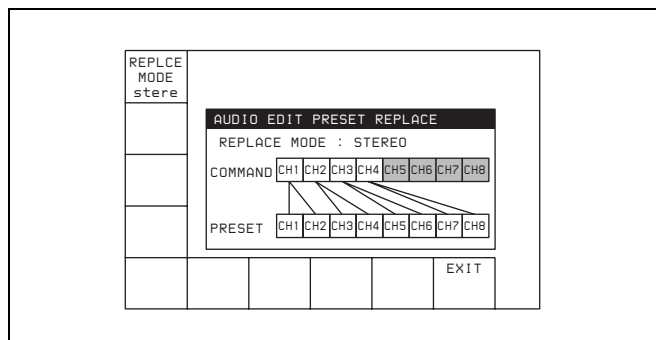 REPLCE
MODE
stere
AUDIO EDIT PRESET REPLACE
REPLACE MODE : STEREO
COMMAND CH1 CH2 CH3 CH4 CH5 CH6 CH7 CH8
PRESET CH1 CH2 CH3 CH4 CH5 CH6 CH7 CH8
EXIT